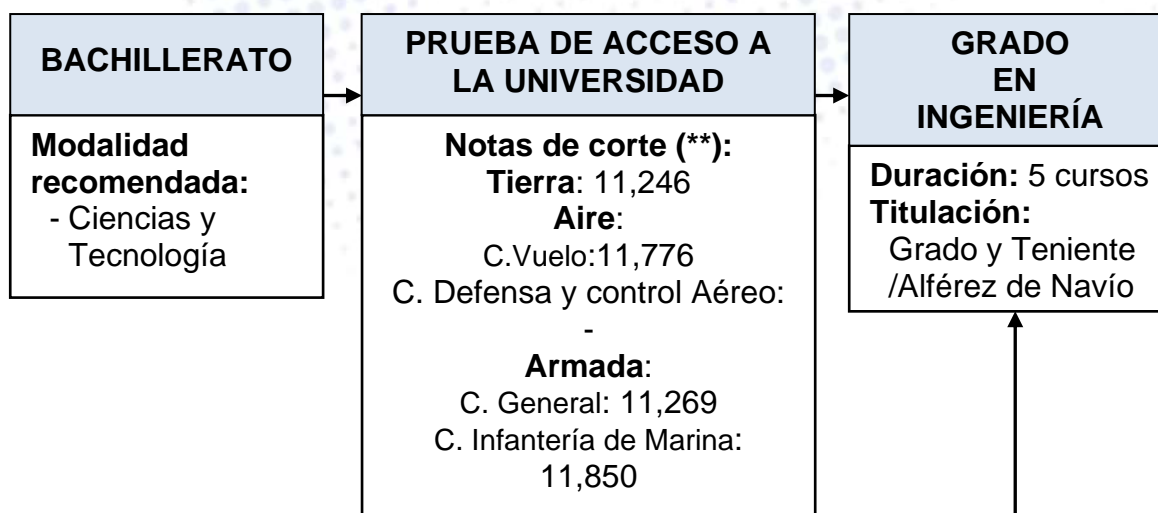 BACHILLERATO
Modalidad
recomendada:
- Ciencias y
Tecnología
PRUEBA DE ACCESO A
LA UNIVERSIDAD
Notas de corte (**):
Tierra: 11,246
Aire:
C.Vuelo:11,776
C. Defensa y control Aéreo:
-
Armada:
C. General: 11,269
C. Infantería de Marina:
11,850
GRADO
EN
INGENIERÍA
Duración: 5 cursos
Titulación:
Grado y Teniente
/Alférez de Navío